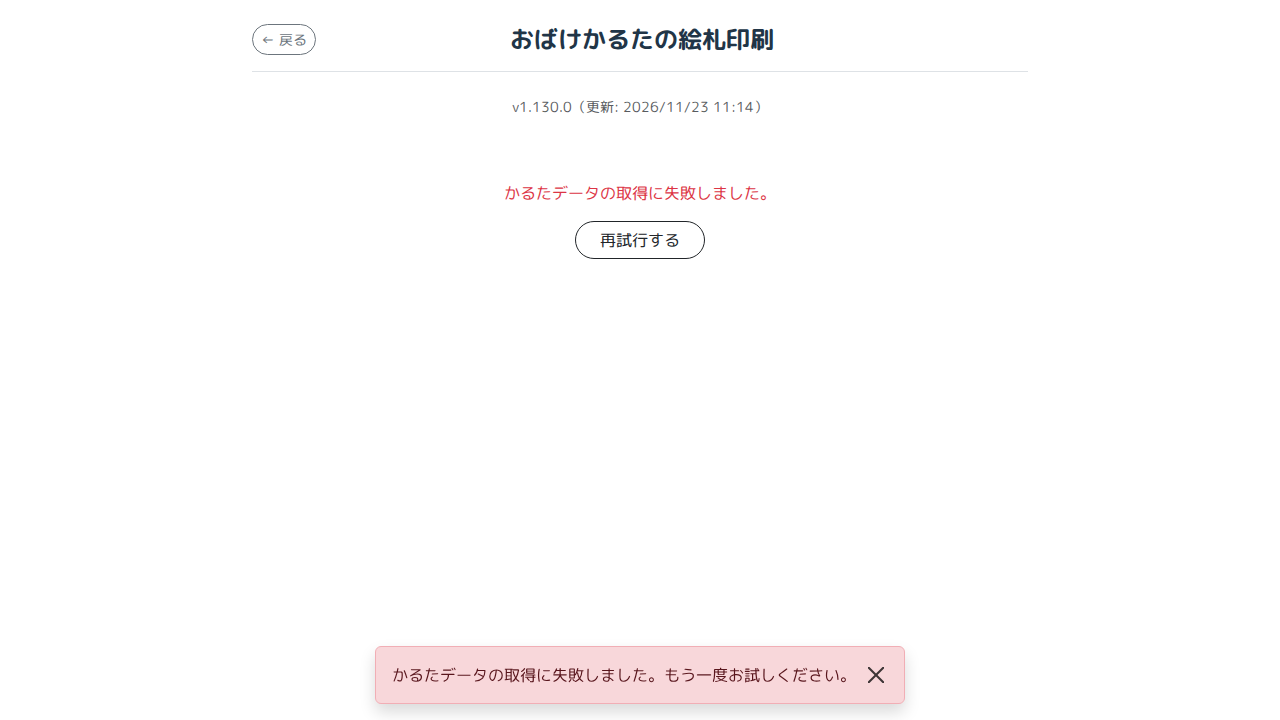 ← 戻る
おばけかるたの絵札印刷
v1.130.0（更新: 2026/11/23 11:14）
かるたデータの取得に失敗しました。
再試行する
かるたデータの取得に失敗しました。もう一度お試しください。